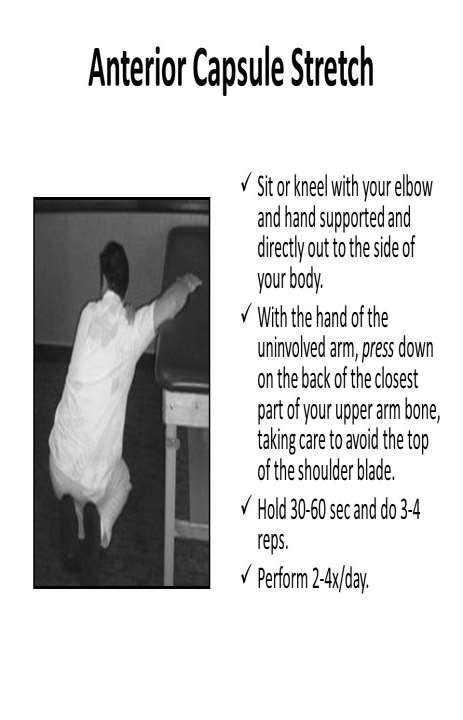 Anterior Capsule Stretch
✓ Sit or kneel with your elbow
and hand supported and
directly out to the side of
your body.
✓ With the hand of the
uninvolved arm, press down
on the back of the closest
part of your upper arm bone,
taking care to avoid the top
of the shoulder blade.
✓ Hold 30-60 sec and do 3-4
reps.
✓ Perform 2-4x/day.